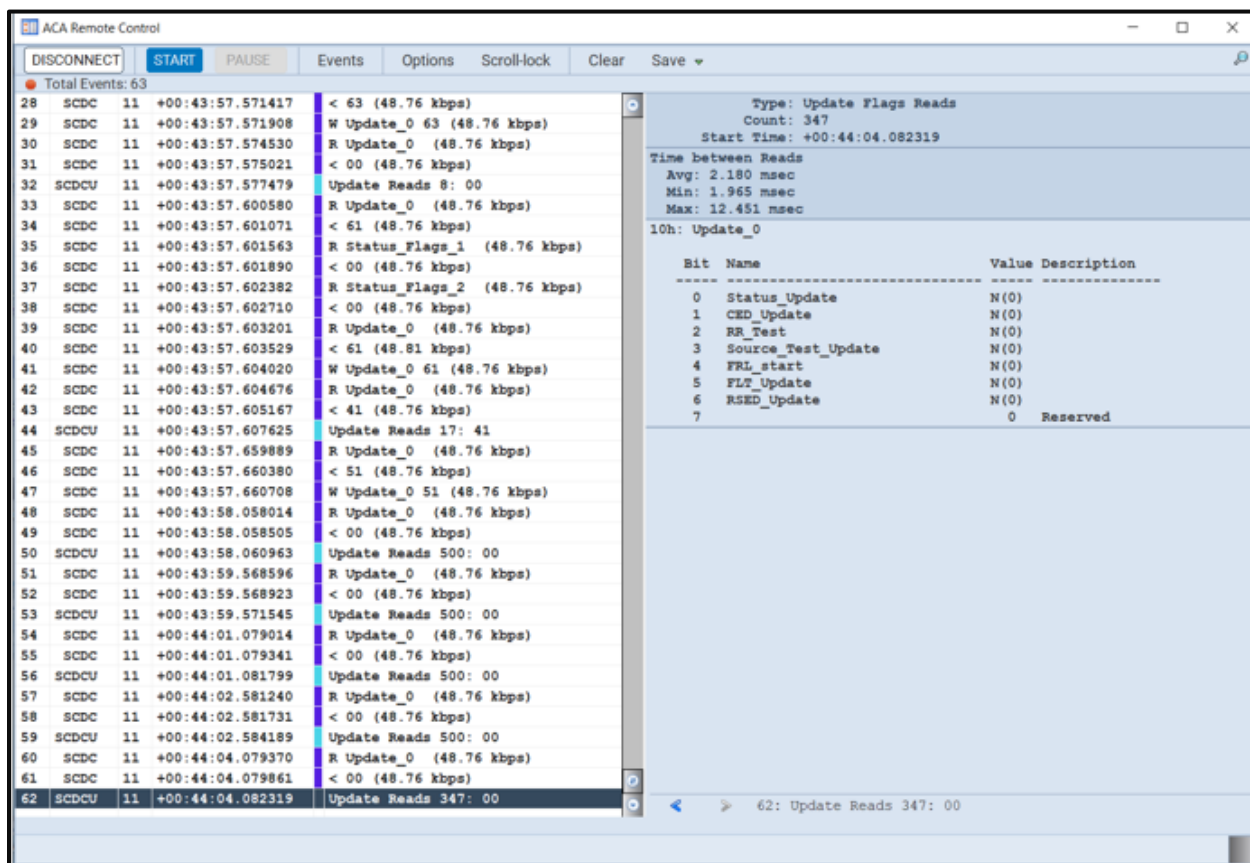 ACA Remote Control
DISCONNECT START PAUSE Events Options Scroll-lock Clear Save
Total Events: 63
28 SCDC 11 +00:43:57.571417 < 63 (48.76 kbps)
29 SCDC 11 +00:43:57.571908 W Update_0 63 (48.76 kbps)
30 SCDC 11 +00:43:57.574530 R Update_0 (48.76 kbps)
31 SCDC 11 +00:43:57.575021 < 00 (48.76 kbps)
32 SCDCU 11 +00:43:57.577479 Update Reads 8: 00
33 SCDC 11 +00:43:57.600580 R Update_0 (48.76 kbps)
34 SCDC 11 +00:43:57.601071 < 61 (48.76 kbps)
35 SCDC 11 +00:43:57.601563 R Status_Flags_1 (48.76 kbps)
36 SCDC 11 +00:43:57.601890 < 00 (48.76 kbps)
37 SCDC 11 +00:43:57.602382 R Status_Flags_2 (48.76 kbps)
38 SCDC 11 +00:43:57.602710 < 00 (48.76 kbps)
39 SCDC 11 +00:43:57.603201 R Update_0 (48.76 kbps)
40 SCDC 11 +00:43:57.603529 < 61 (48.81 kbps)
41 SCDC 11 +00:43:57.604020 W Update_0 61 (48.76 kbps)
42 SCDC 11 +00:43:57.604676 R Update_0 (48.76 kbps)
43 SCDC 11 +00:43:57.605167 < 41 (48.76 kbps)
44 SCDCU 11 +00:43:57.607625 Update Reads 17: 41
45 SCDC 11 +00:43:57.659889 R Update_0 (48.76 kbps)
46 SCDC 11 +00:43:57.660380 < 51 (48.76 kbps)
47 SCDC 11 +00:43:57.660708 W Update_0 51 (48.76 kbps)
48 SCDC 11 +00:43:58.058014 R Update_0 (48.76 kbps)
49 SCDC 11 +00:43:58.058505 < 00 (48.76 kbps)
50 SCDCU 11 +00:43:58.060963 Update Reads 500: 00
51 SCDC 11 +00:43:59.568596 R Update_0 (48.76 kbps)
52 SCDC 11 +00:43:59.568923 < 00 (48.76 kbps)
53 SCDCU 11 +00:43:59.571545 Update Reads 500: 00
54 SCDC 11 +00:44:01.079014 R Update_0 (48.76 kbps)
55 SCDC 11 +00:44:01.079341 < 00 (48.76 kbps)
56 SCDCU 11 +00:44:01.081799 Update Reads 500: 00
57 SCDC 11 +00:44:02.581240 R Update_0 (48.76 kbps)
58 SCDC 11 +00:44:02.581731 < 00 (48.76 kbps)
59 SCDCU 11 +00:44:02.584189 Update Reads 500: 00
60 SCDC 11 +00:44:04.079370 R Update_0 (48.76 kbps)
61 SCDC 11 +00:44:04.079861 < 00 (48.76 kbps)
62 SCDCU 11 +00:44:04.082319 Update Reads 347: 00
Type: Update Flags Reads
Count: 347
Start Time: +00:44:04.082319
Time between Reads
Avg: 2.180 msec
Min: 1.965 msec
Max: 12.451 msec
10h: Update_0
Bit Name Value Description
----- ------------------------------- ----- --------------
0 Status_Update N(0)
1 CED_Update N(0)
2 RR_Test N(0)
3 Source_Test_Update N(0)
4 FRL_start N(0)
5 FLT_Update N(0)
6 RSED_Update N(0)
7 0 Reserved
62: Update Reads 347: 00